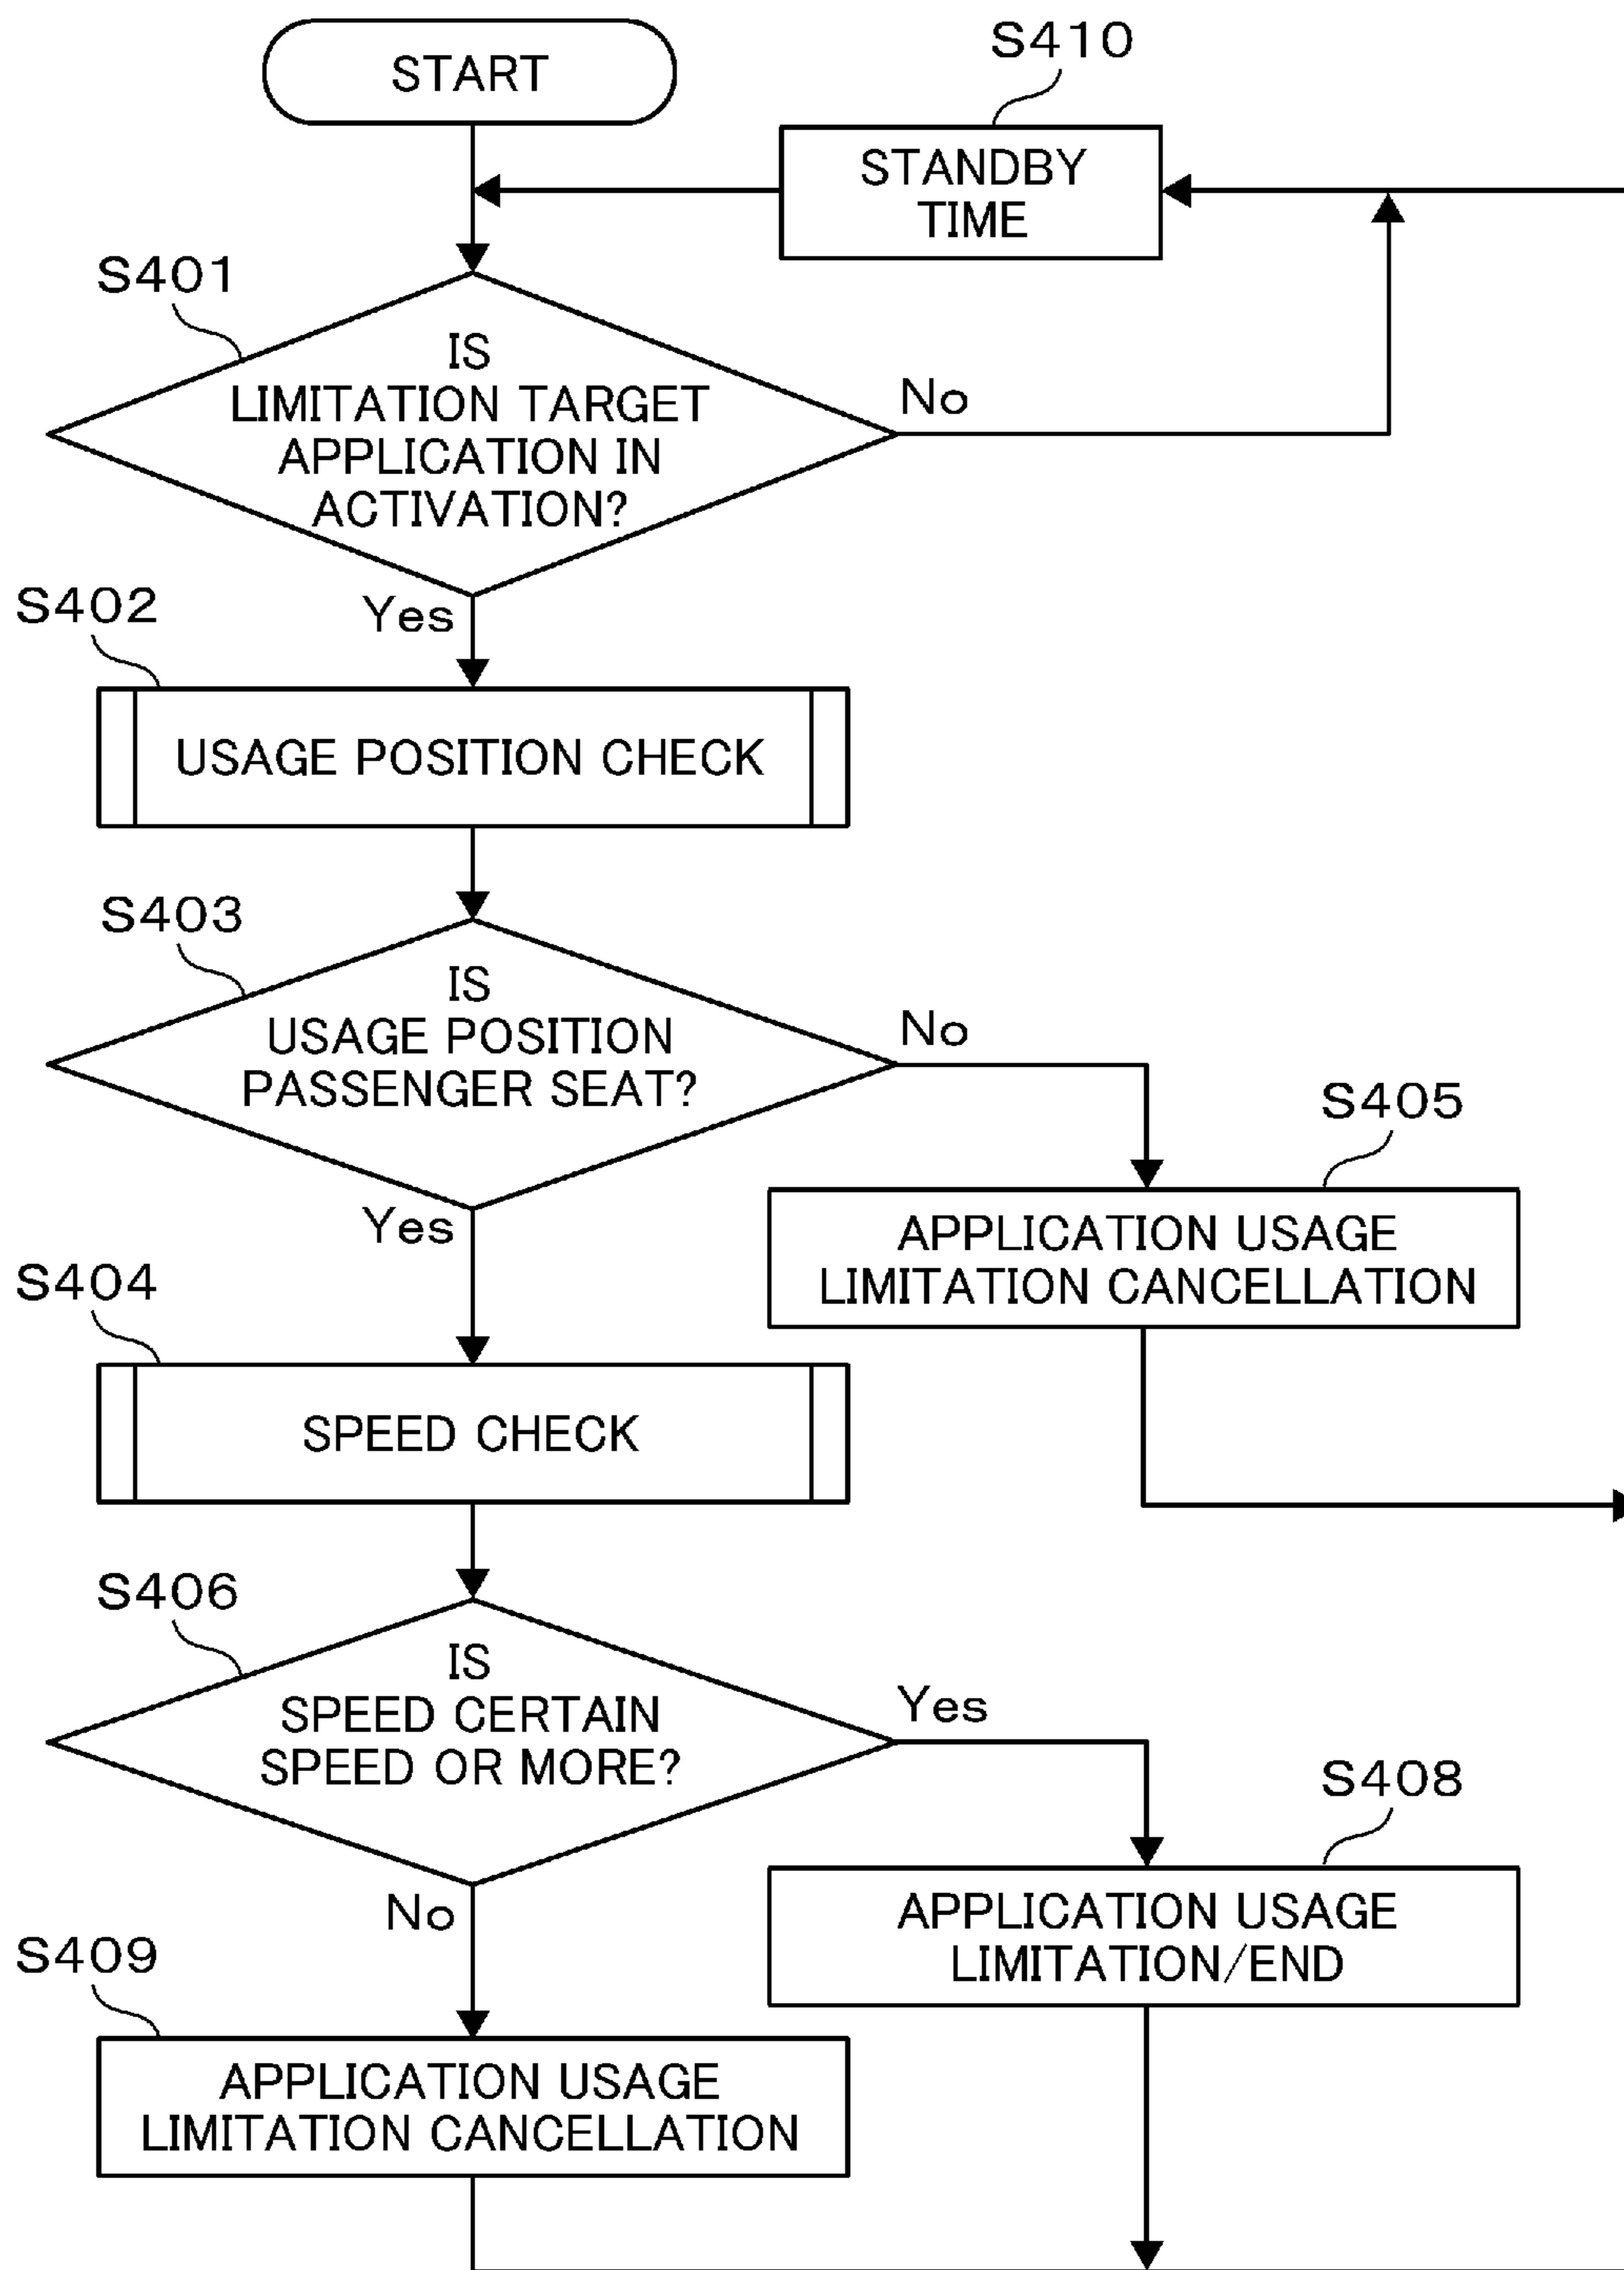 START
S410
STANDBY
TIME
S401
IS
LIMITATION TARGET
APPLICATION IN
ACTIVATION?
No
Yes
S402
USAGE POSITION CHECK
S403
IS
USAGE POSITION
PASSENGER SEAT?
No
Yes
S405
APPLICATION USAGE
LIMITATION CANCELLATION
S404
SPEED CHECK
S406
IS
SPEED CERTAIN
SPEED OR MORE?
Yes
No
S408
APPLICATION USAGE
LIMITATION/END
S409
APPLICATION USAGE
LIMITATION CANCELLATION